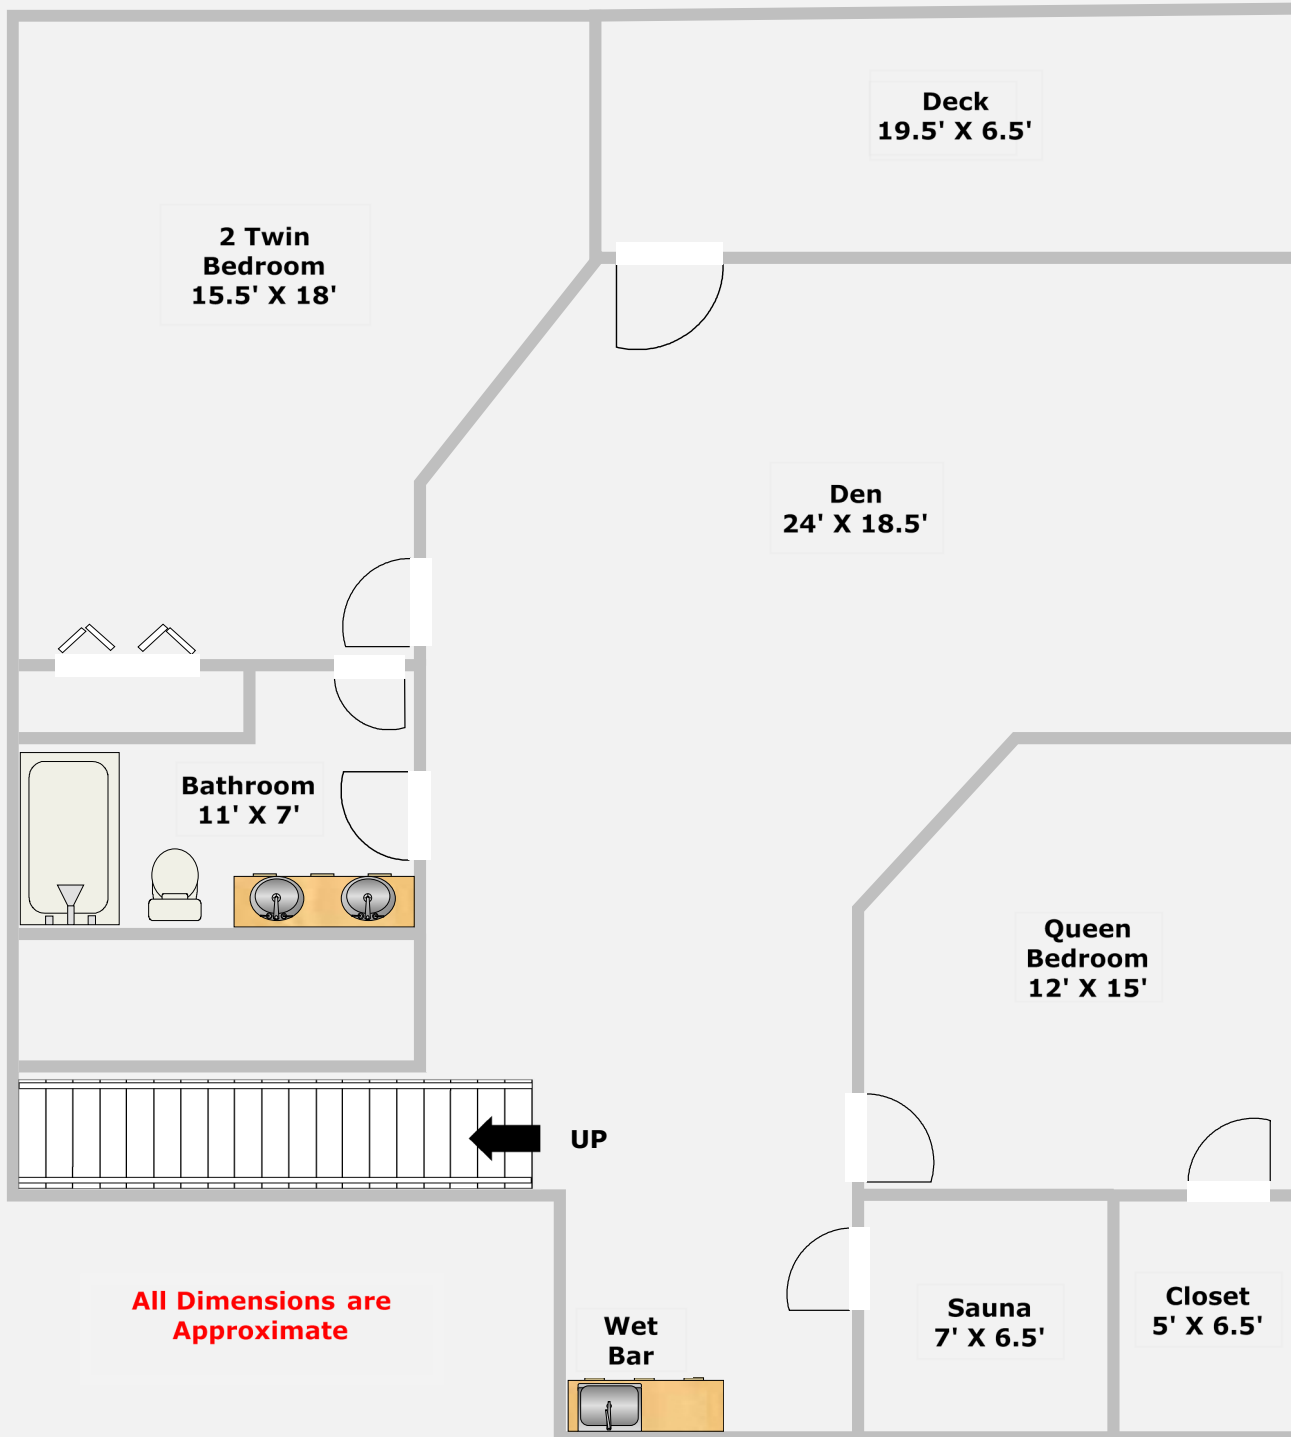 Deck
19.5' X 6.5'
2 Twin
Bedroom
15.5' X 18'
Den
24' X 18.5'
Bathroom
11' X 7'
Queen
Bedroom
12' X 15'
UP
All Dimensions are
Approximate
Wet
Bar
Sauna
7' X 6.5'
Closet
5' X 6.5'